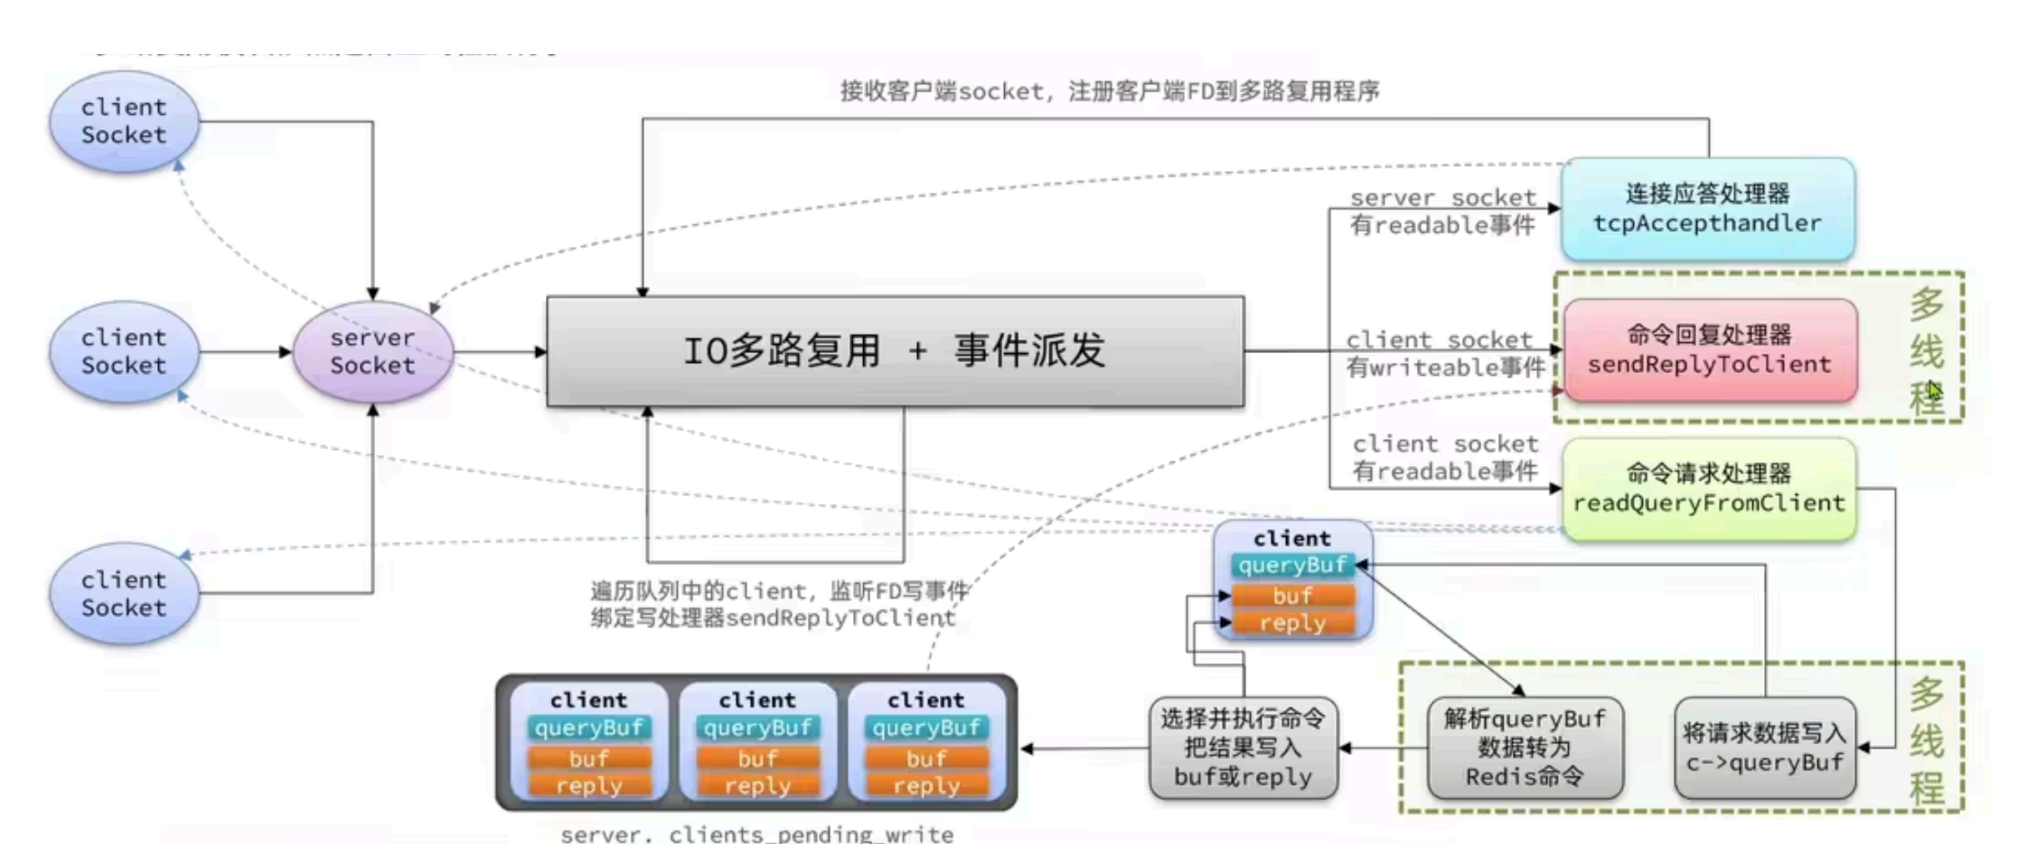 接收客户端socket，注册客户端FD到多路复用程序
client
Socket
client
Socket
client
Socket
server
Socket
IO多路复用 + 事件派发
server socket
有readable事件
client socket
有writeable事件
client socket
有readable事件
连接应答处理器
tcpAccepthandler
命令回复处理器
sendReplyToClient
多
线
程
命令请求处理器
readQueryFromClient
遍历队列中的client，监听FD写事件
绑定写处理器sendReplyToClient
client
queryBuf
buf
reply
client
queryBuf
buf
reply
client
queryBuf
buf
reply
client
queryBuf
buf
reply
server. clients_pending_write
选择并执行命令
把结果写入
buf或reply
解析queryBuf
数据转为
Redis命令
将请求数据写入
c->queryBuf
多
线
程